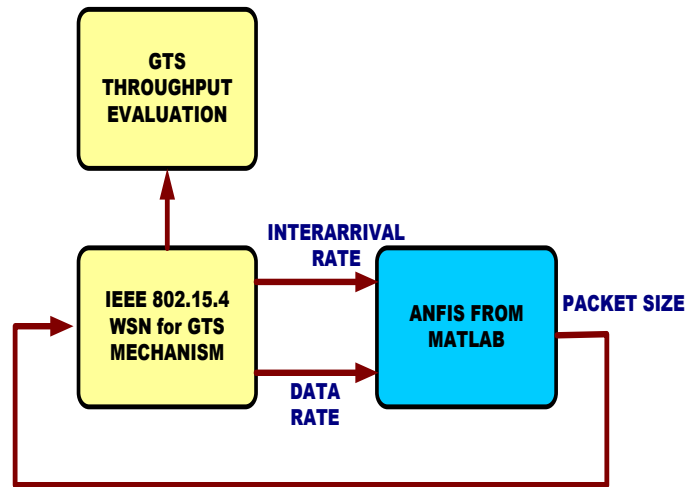 GTS
THROUGHPUT
EVALUATION
INTERARRIVAL
RATE
IEEE 802.15.4
WSN for GTS
MECHANISM
ANFIS FROM
MATLAB
PACKET SIZE
DATA
RATE